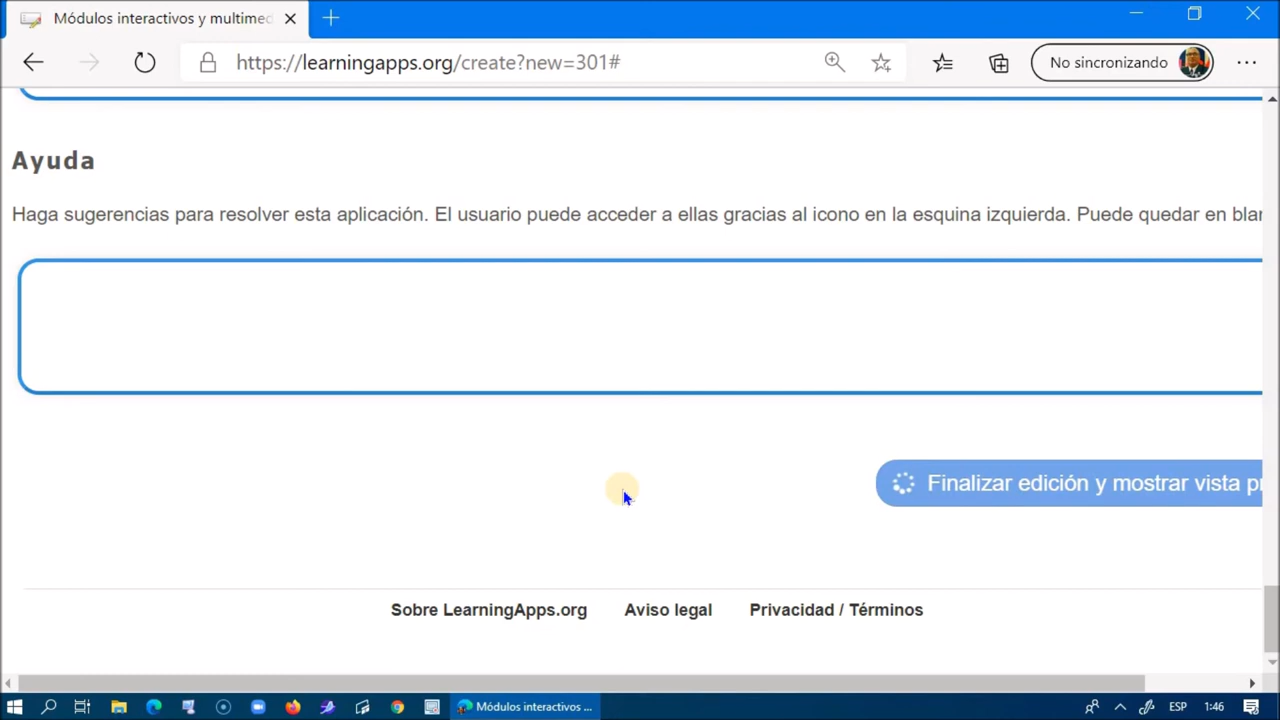 Módulos interactivos y multimed
https://learningapps.org/create?new=301#
No sincronizando
Ayuda
Haga sugerencias para resolver esta aplicación. El usuario puede acceder a ellas gracias al icono en la esquina izquierda. Puede quedar en blan
Finalizar edición y mostrar vista pr
Sobre LearningApps.org Aviso legal Privacidad / Términos
Módulos interactivos ... ESP 1:46